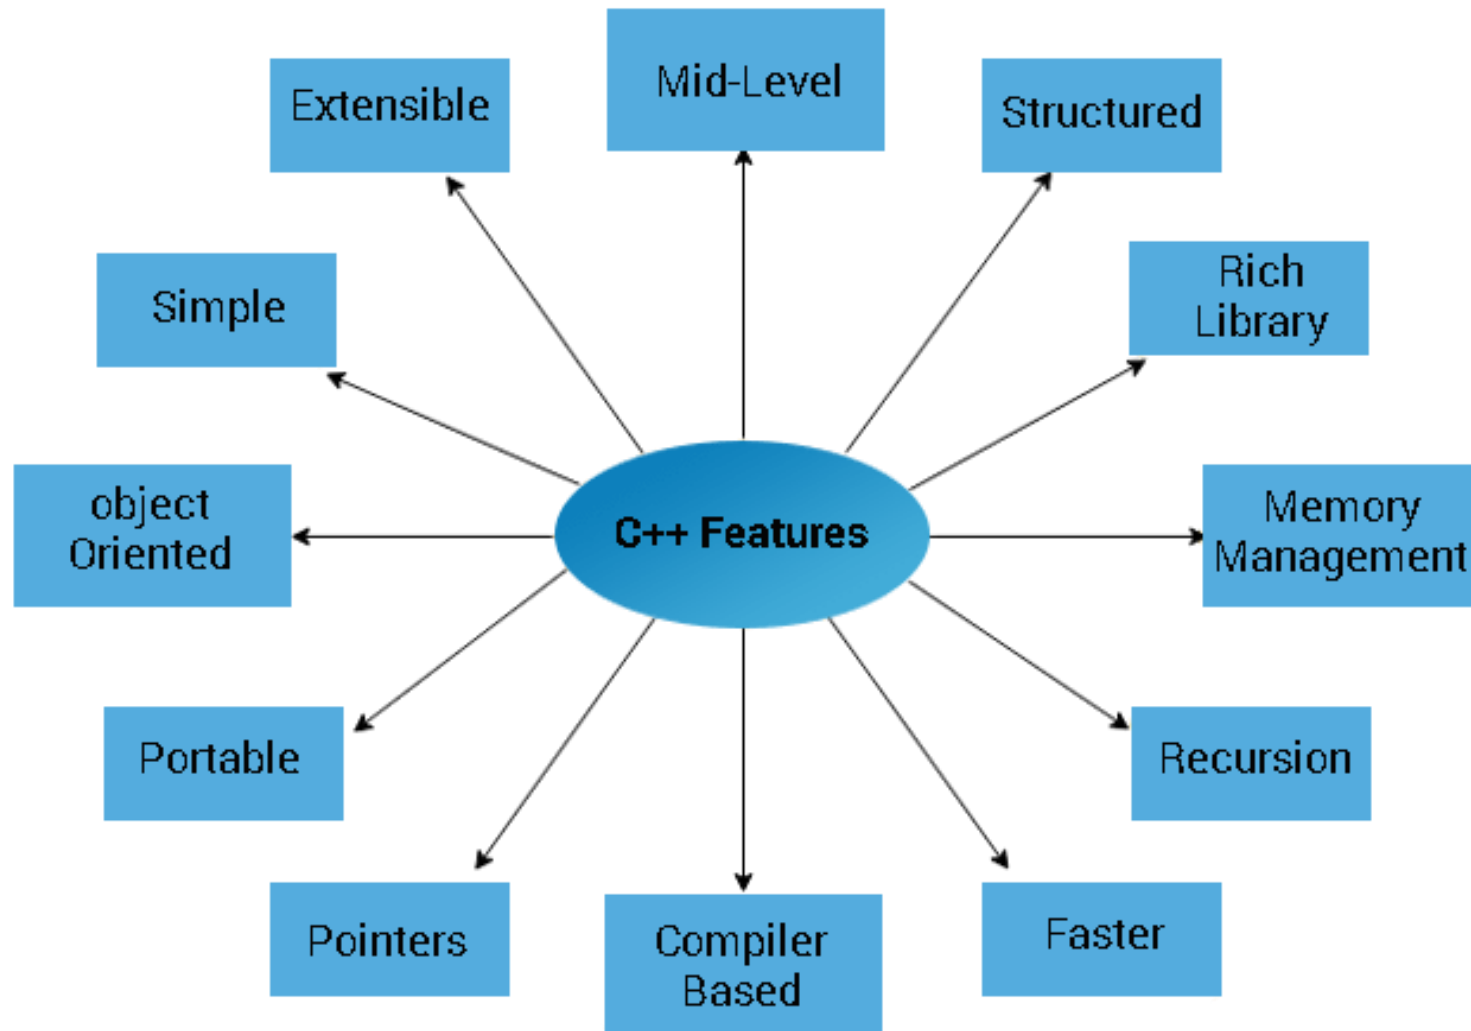 Mid-Level
Extensible
Structured
Simple
Rich
Library
object
Oriented
C++ Features
Memory
Management
Portable
Recursion
Pointers
Compiler
Based
Faster